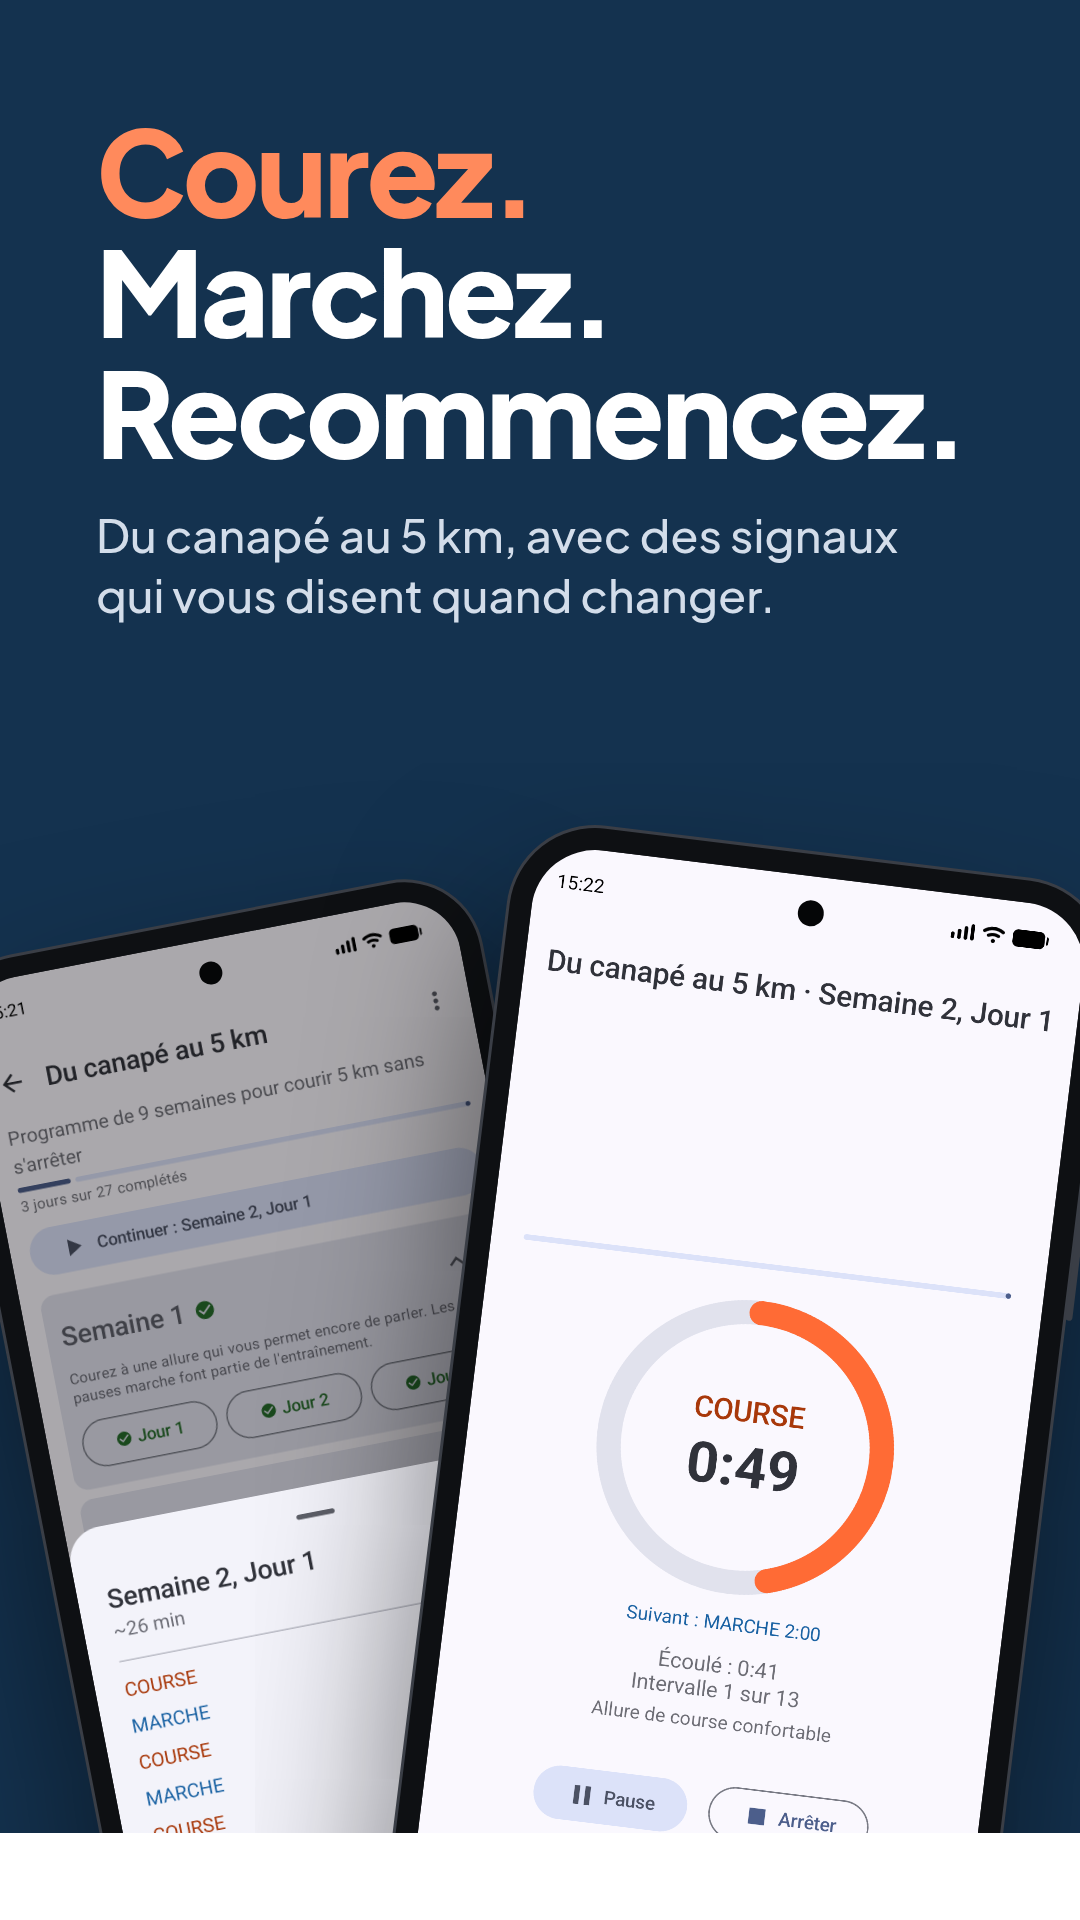 Courez.
Marchez.
Recommencez.
Du canapé au 5 km, avec des signaux
qui vous disent quand changer.
Du canapé au 5 km
Programme de 9 semaines pour courir 5 km sans
s'arrêter
3 jours sur 27 complétés
Continuer : Semaine 2, Jour 1
Semaine 1
Courez à une allure qui vous permet encore de parler. Les
pauses marche font partie de l'entraînement.
Jour 1
Jour 2
Semaine 2, Jour 1
~26 min
COURSE
MARCHE
COURSE
MARCHE
COURSE
15:22
Du canapé au 5 km · Semaine 2, Jour 1
COURSE
0:49
Suivant : MARCHE 2:00
Écoulé : 0:41
Intervalle 1 sur 13
Allure de course confortable
Pause
Arrêter